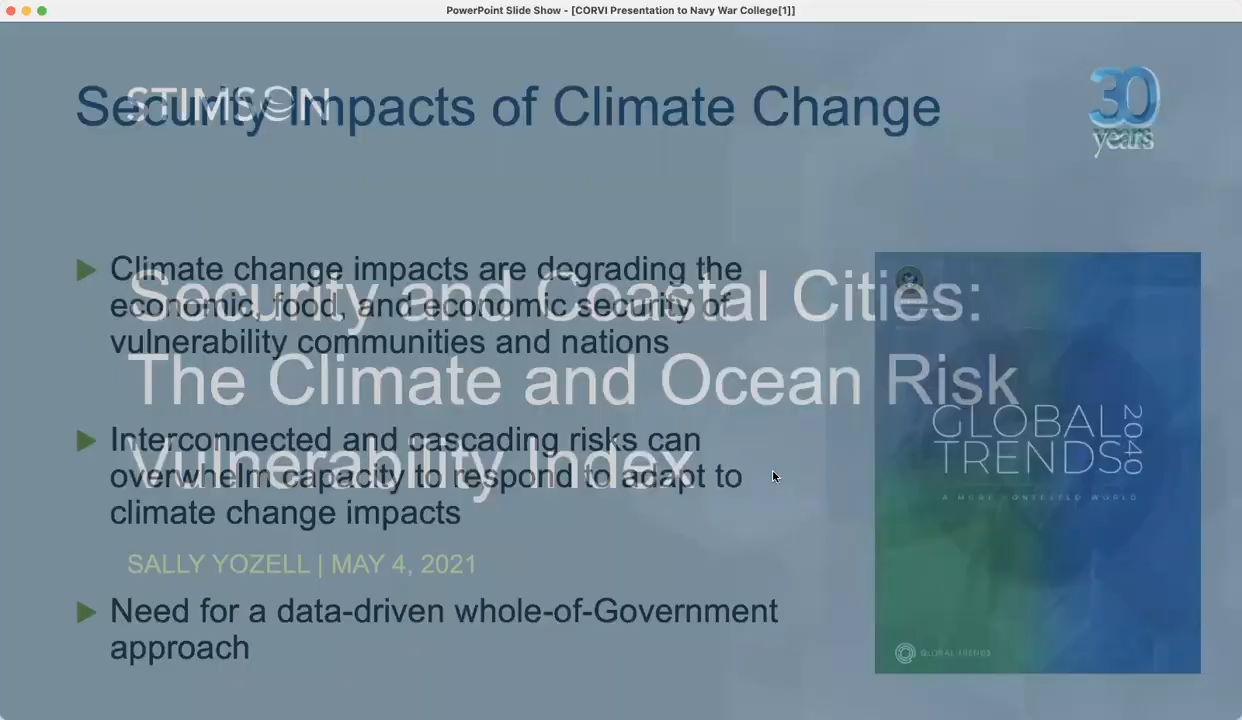 PowerPoint Slide Show - [CORVI Presentation to Navy War College[1]]
Security Impacts of Climate Change
STIMSON
30
years
Climate change impacts are degrading the
economic, food, and economic security of
vulnerability communities and nations
Security and Coastal Cities:
The Climate and Ocean Risk
Vulnerability Index
Interconnected and cascading risks can
overwhelm capacity to respond to adapt to
climate change impacts
SALLY YOZELL | MAY 4, 2021
Need for a data-driven whole-of-Government
approach
GLOBAL
TRENDS
2040
A MORE CONTESTED WORLD
GLOBAL TRENDS